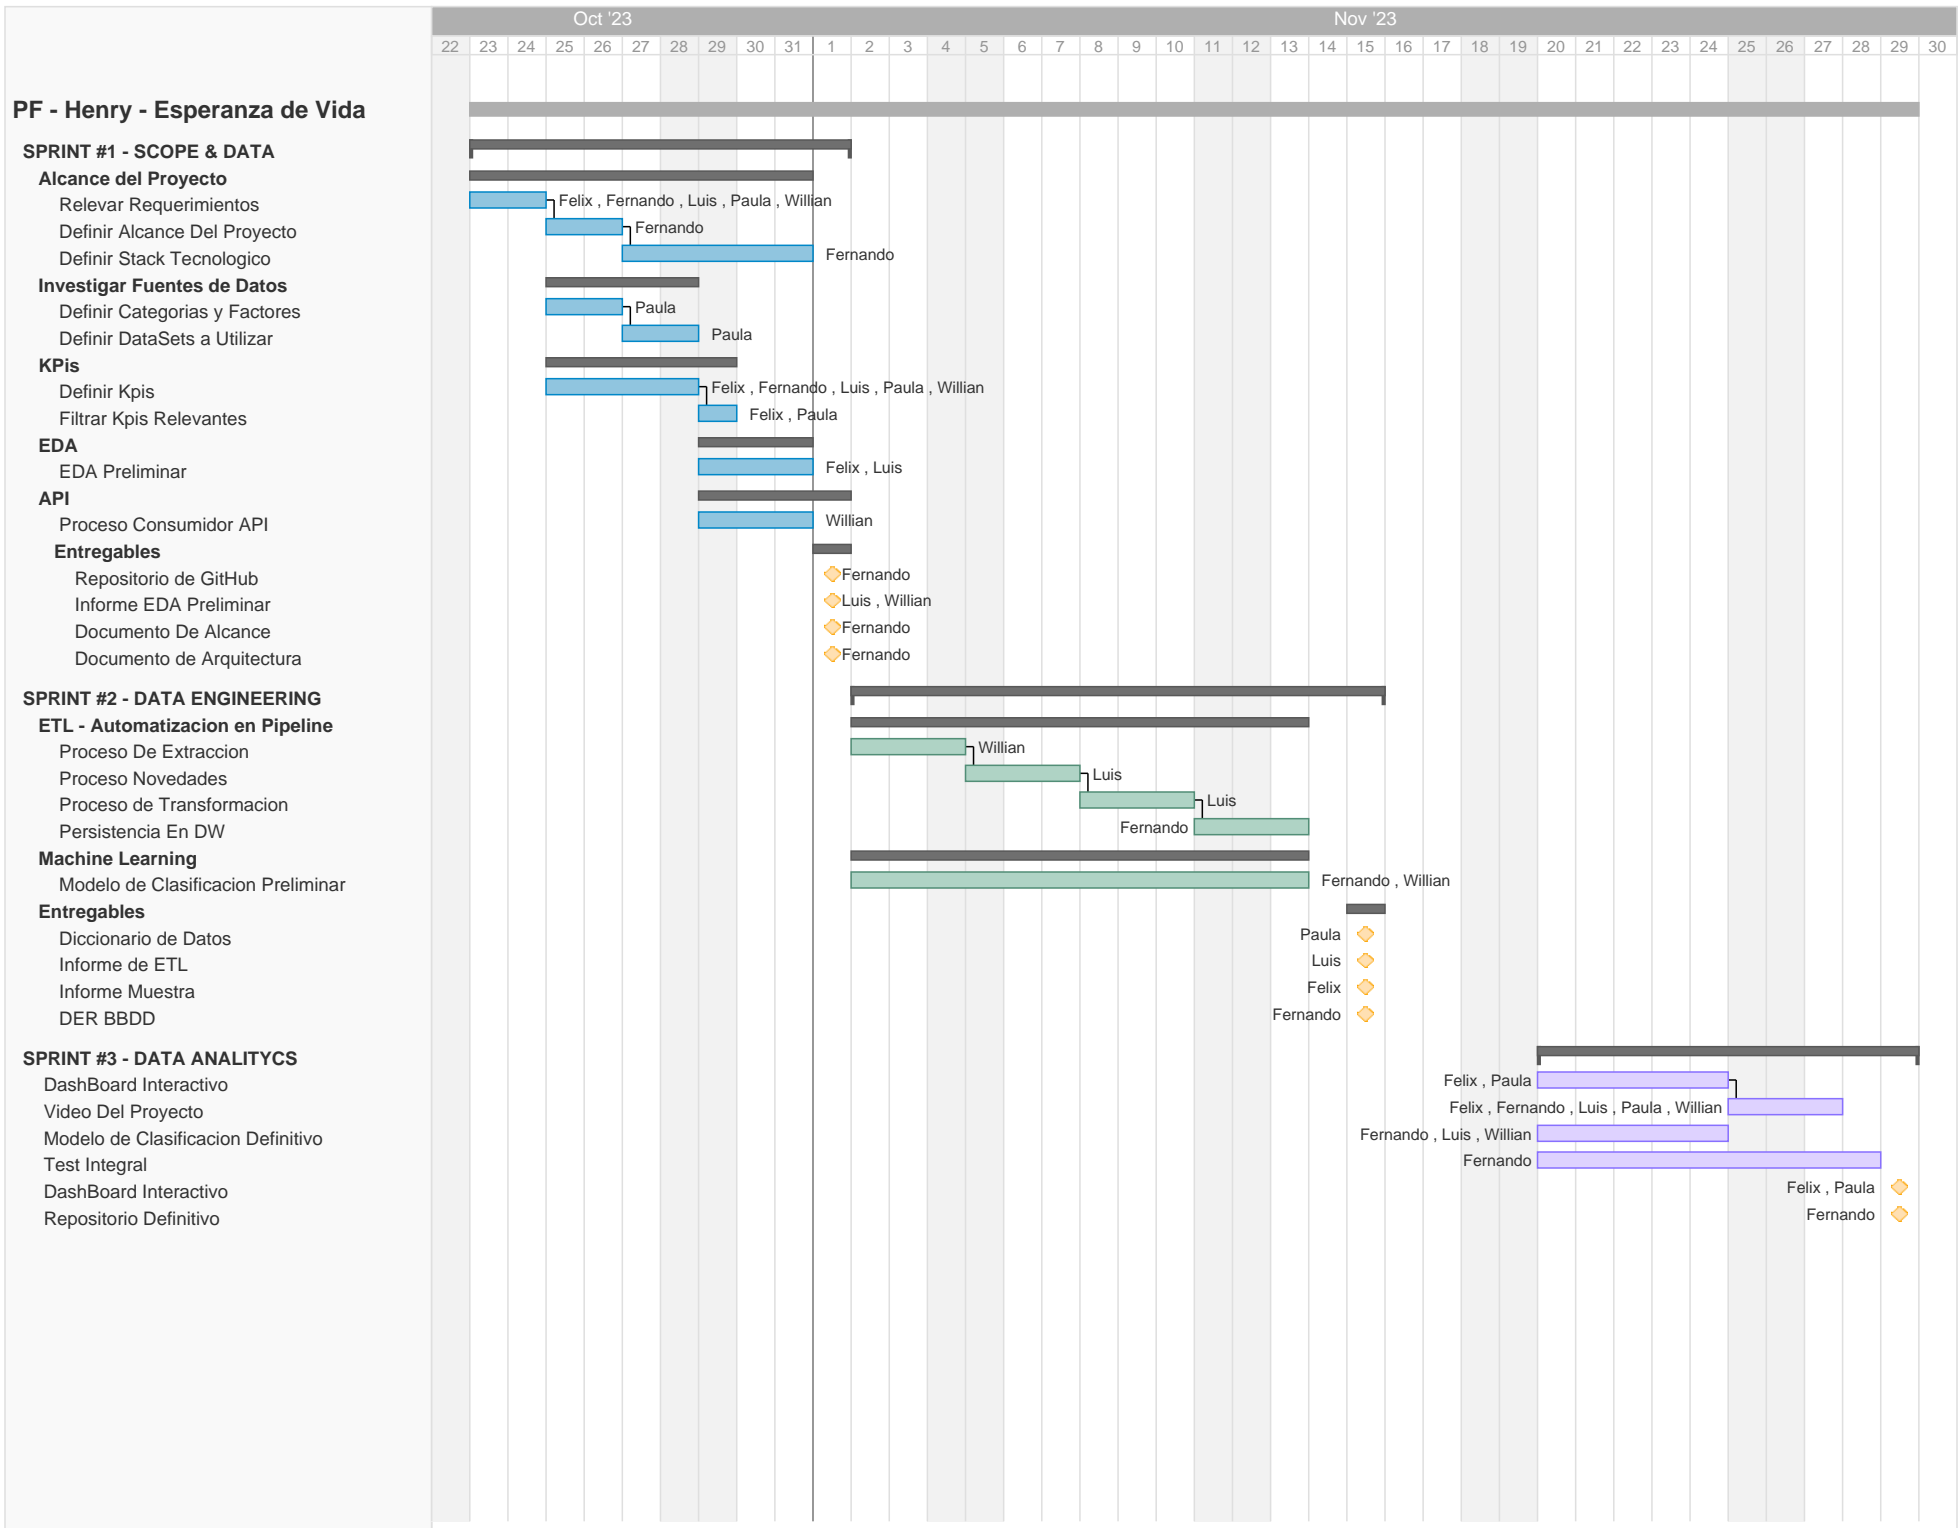 Oct '23 Nov '23
22 23 24 25 26 27 28 29 30 31 1 2 3 4 5 6 7 8 9 10 11 12 13 14 15 16 17 18 19 20 21 22 23 24 25 26 27 28 29 30
PF - Henry - Esperanza de Vida
SPRINT #1 - SCOPE & DATA
Alcance del Proyecto
Relevar Requerimientos Felix , Fernando , Luis , Paula , Willian
Definir Alcance Del Proyecto Fernando
Definir Stack Tecnologico Fernando
Investigar Fuentes de Datos
Definir Categorias y Factores Paula
Definir DataSets a Utilizar Paula
KPis
Definir Kpis Felix , Fernando , Luis , Paula , Willian
Filtrar Kpis Relevantes Felix , Paula
EDA
EDA Preliminar Felix , Luis
API
Proceso Consumidor API Willian
Entregables
Repositorio de GitHub Fernando
Informe EDA Preliminar Luis , Willian
Documento De Alcance Fernando
Documento de Arquitectura Fernando
SPRINT #2 - DATA ENGINEERING
ETL - Automatizacion en Pipeline
Proceso De Extraccion Willian
Proceso Novedades Luis
Proceso de Transformacion Luis
Persistencia En DW Fernando
Machine Learning
Modelo de Clasificacion Preliminar Fernando , Willian
Entregables
Diccionario de Datos Paula
Informe de ETL Luis
Informe Muestra Felix
DER BBDD Fernando
SPRINT #3 - DATA ANALITYCS
DashBoard Interactivo Felix , Paula
Video Del Proyecto Felix , Fernando , Luis , Paula , Willian
Modelo de Clasificacion Definitivo Fernando , Luis , Willian
Test Integral Fernando
DashBoard Interactivo Felix , Paula
Repositorio Definitivo Fernando